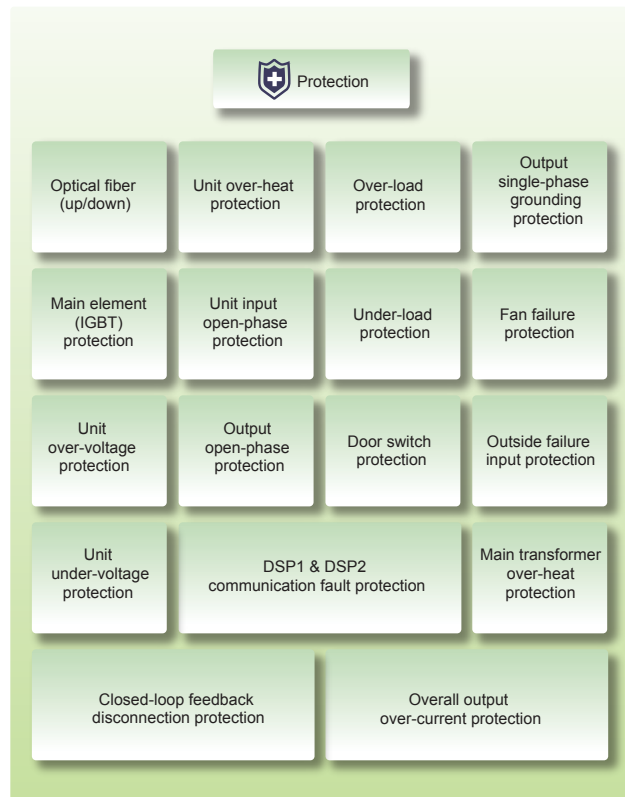 Protection
Optical fiber
(up/down)
Unit over-heat
protection
Over-load
protection
Output
single-phase
grounding
protection
Main element
(IGBT)
protection
Unit input
open-phase
protection
Under-load
protection
Fan failure
protection
Unit
over-voltage
protection
Output
open-phase
protection
Door switch
protection
Outside failure
input protection
Unit
under-voltage
protection
DSP1 & DSP2
communication fault protection
Main transformer
over-heat
protection
Closed-loop feedback
disconnection protection
Overall output
over-current protection